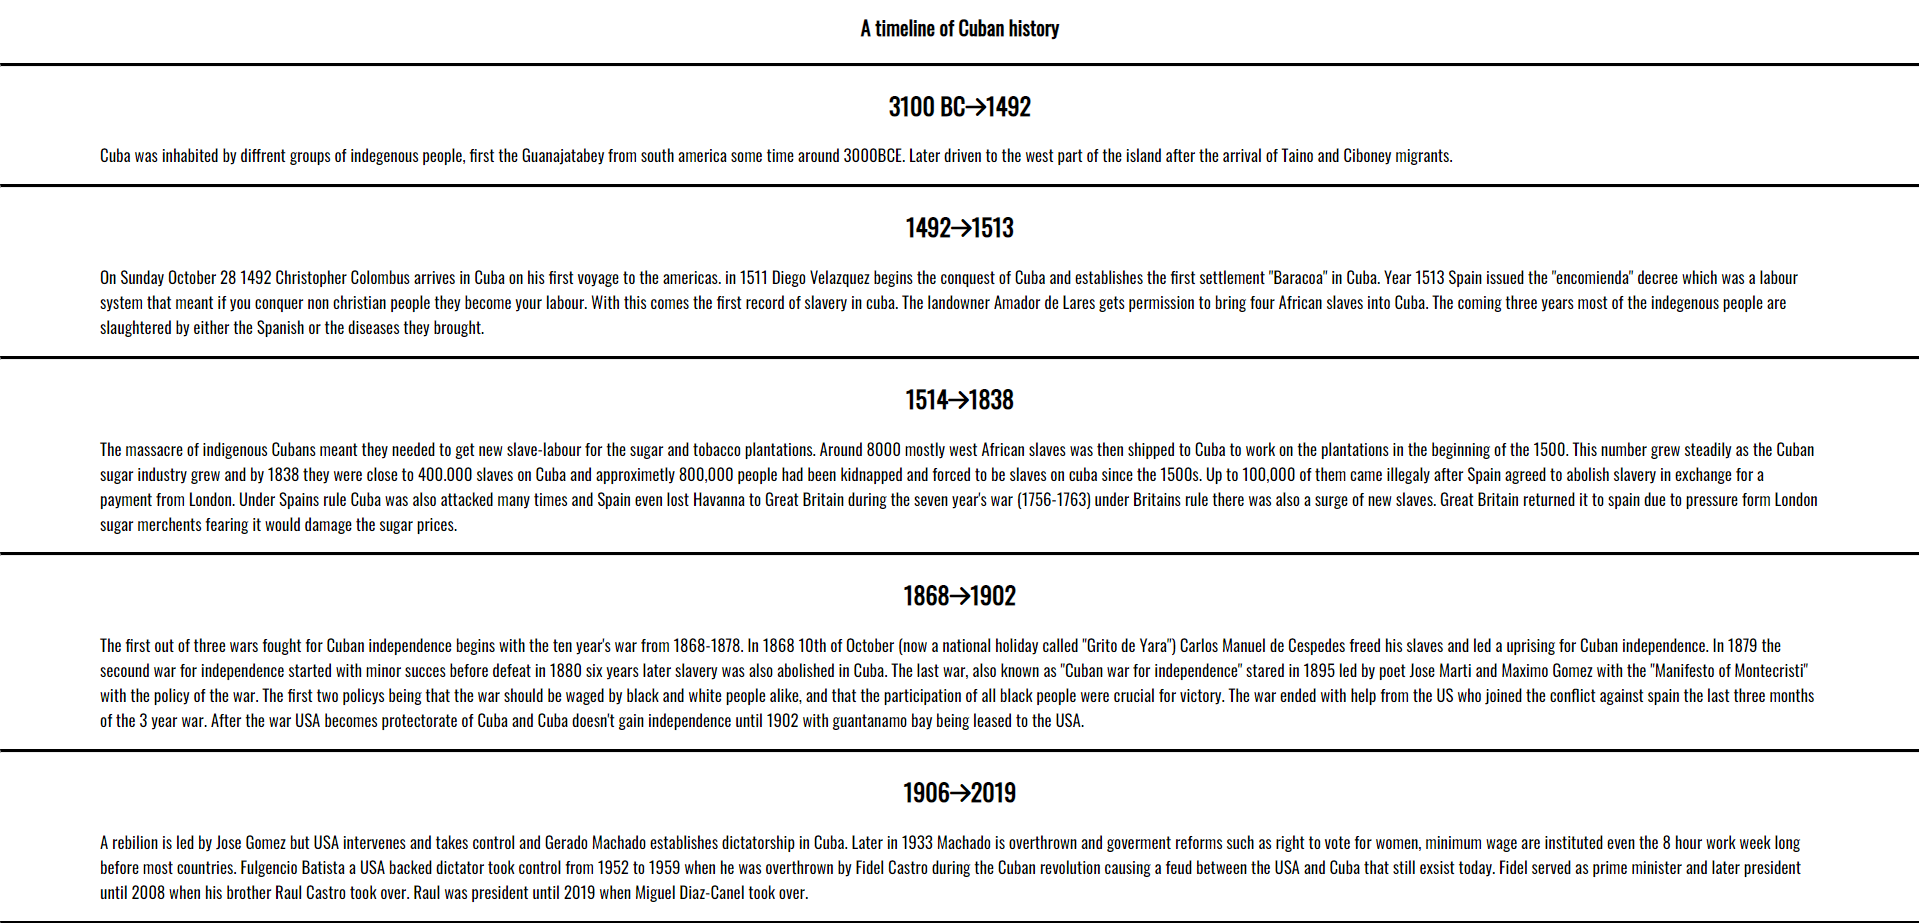 A timeline of Cuban history
3100 BC→1492
Cuba was inhabited by diffrent groups of indegenous people, first the Guanajatabey from south america some time around 3000BCE. Later driven to the west part of the island after the arrival of Taino and Ciboney migrants.
1492→1513
On Sunday October 28 1492 Christopher Colombus arrives in Cuba on his first voyage to the americas. in 1511 Diego Velazquez begins the conquest of Cuba and establishes the first settlement "Baracoa" in Cuba. Year 1513 Spain issued the "encomienda" decree which was a labour
system that meant if you conquer non christian people they become your labour. With this comes the first record of slavery in cuba. The landowner Amador de Lares gets permission to bring four African slaves into Cuba. The coming three years most of the indegenous people are
slaughtered by either the Spanish or the diseases they brought.
1514→1838
The massacre of indigenous Cubans meant they needed to get new slave-labour for the sugar and tobacco plantations. Around 8000 mostly west African slaves was then shipped to Cuba to work on the plantations in the beginning of the 1500. This number grew steadily as the Cuban
sugar industry grew and by 1838 they were close to 400.000 slaves on Cuba and approximetly 800,000 people had been kidnapped and forced to be slaves on cuba since the 1500s. Up to 100,000 of them came illegaly after Spain agreed to abolish slavery in exchange for a
payment from London. Under Spains rule Cuba was also attacked many times and Spain even lost Havanna to Great Britain during the seven year's war (1756-1763) under Britains rule there was also a surge of new slaves. Great Britain returned it to spain due to pressure form London
sugar merchents fearing it would damage the sugar prices.
1868→1902
The first out of three wars fought for Cuban independence begins with the ten year's war from 1868-1878. In 1868 10th of October (now a national holiday called "Grito de Yara") Carlos Manuel de Cespedes freed his slaves and led a uprising for Cuban independence. In 1879 the
secound war for independence started with minor succes before defeat in 1880 six years later slavery was also abolished in Cuba. The last war, also known as "Cuban war for independence" stared in 1895 led by poet Jose Marti and Maximo Gomez with the "Manifesto of Montecristi"
with the policy of the war. The first two policys being that the war should be waged by black and white people alike, and that the participation of all black people were crucial for victory. The war ended with help from the US who joined the conflict against spain the last three months
of the 3 year war. After the war USA becomes protectorate of Cuba and Cuba doesn't gain independence until 1902 with guantanamo bay being leased to the USA.
1906→2019
A rebilion is led by Jose Gomez but USA intervenes and takes control and Gerado Machado establishes dictatorship in Cuba. Later in 1933 Machado is overthrown and goverment reforms such as right to vote for women, minimum wage are instituted even the 8 hour work week long
before most countries. Fulgencio Batista a USA backed dictator took control from 1952 to 1959 when he was overthrown by Fidel Castro during the Cuban revolution causing a feud between the USA and Cuba that still exsist today. Fidel served as prime minister and later president
until 2008 when his brother Raul Castro took over. Raul was president until 2019 when Miguel Diaz-Canel took over.